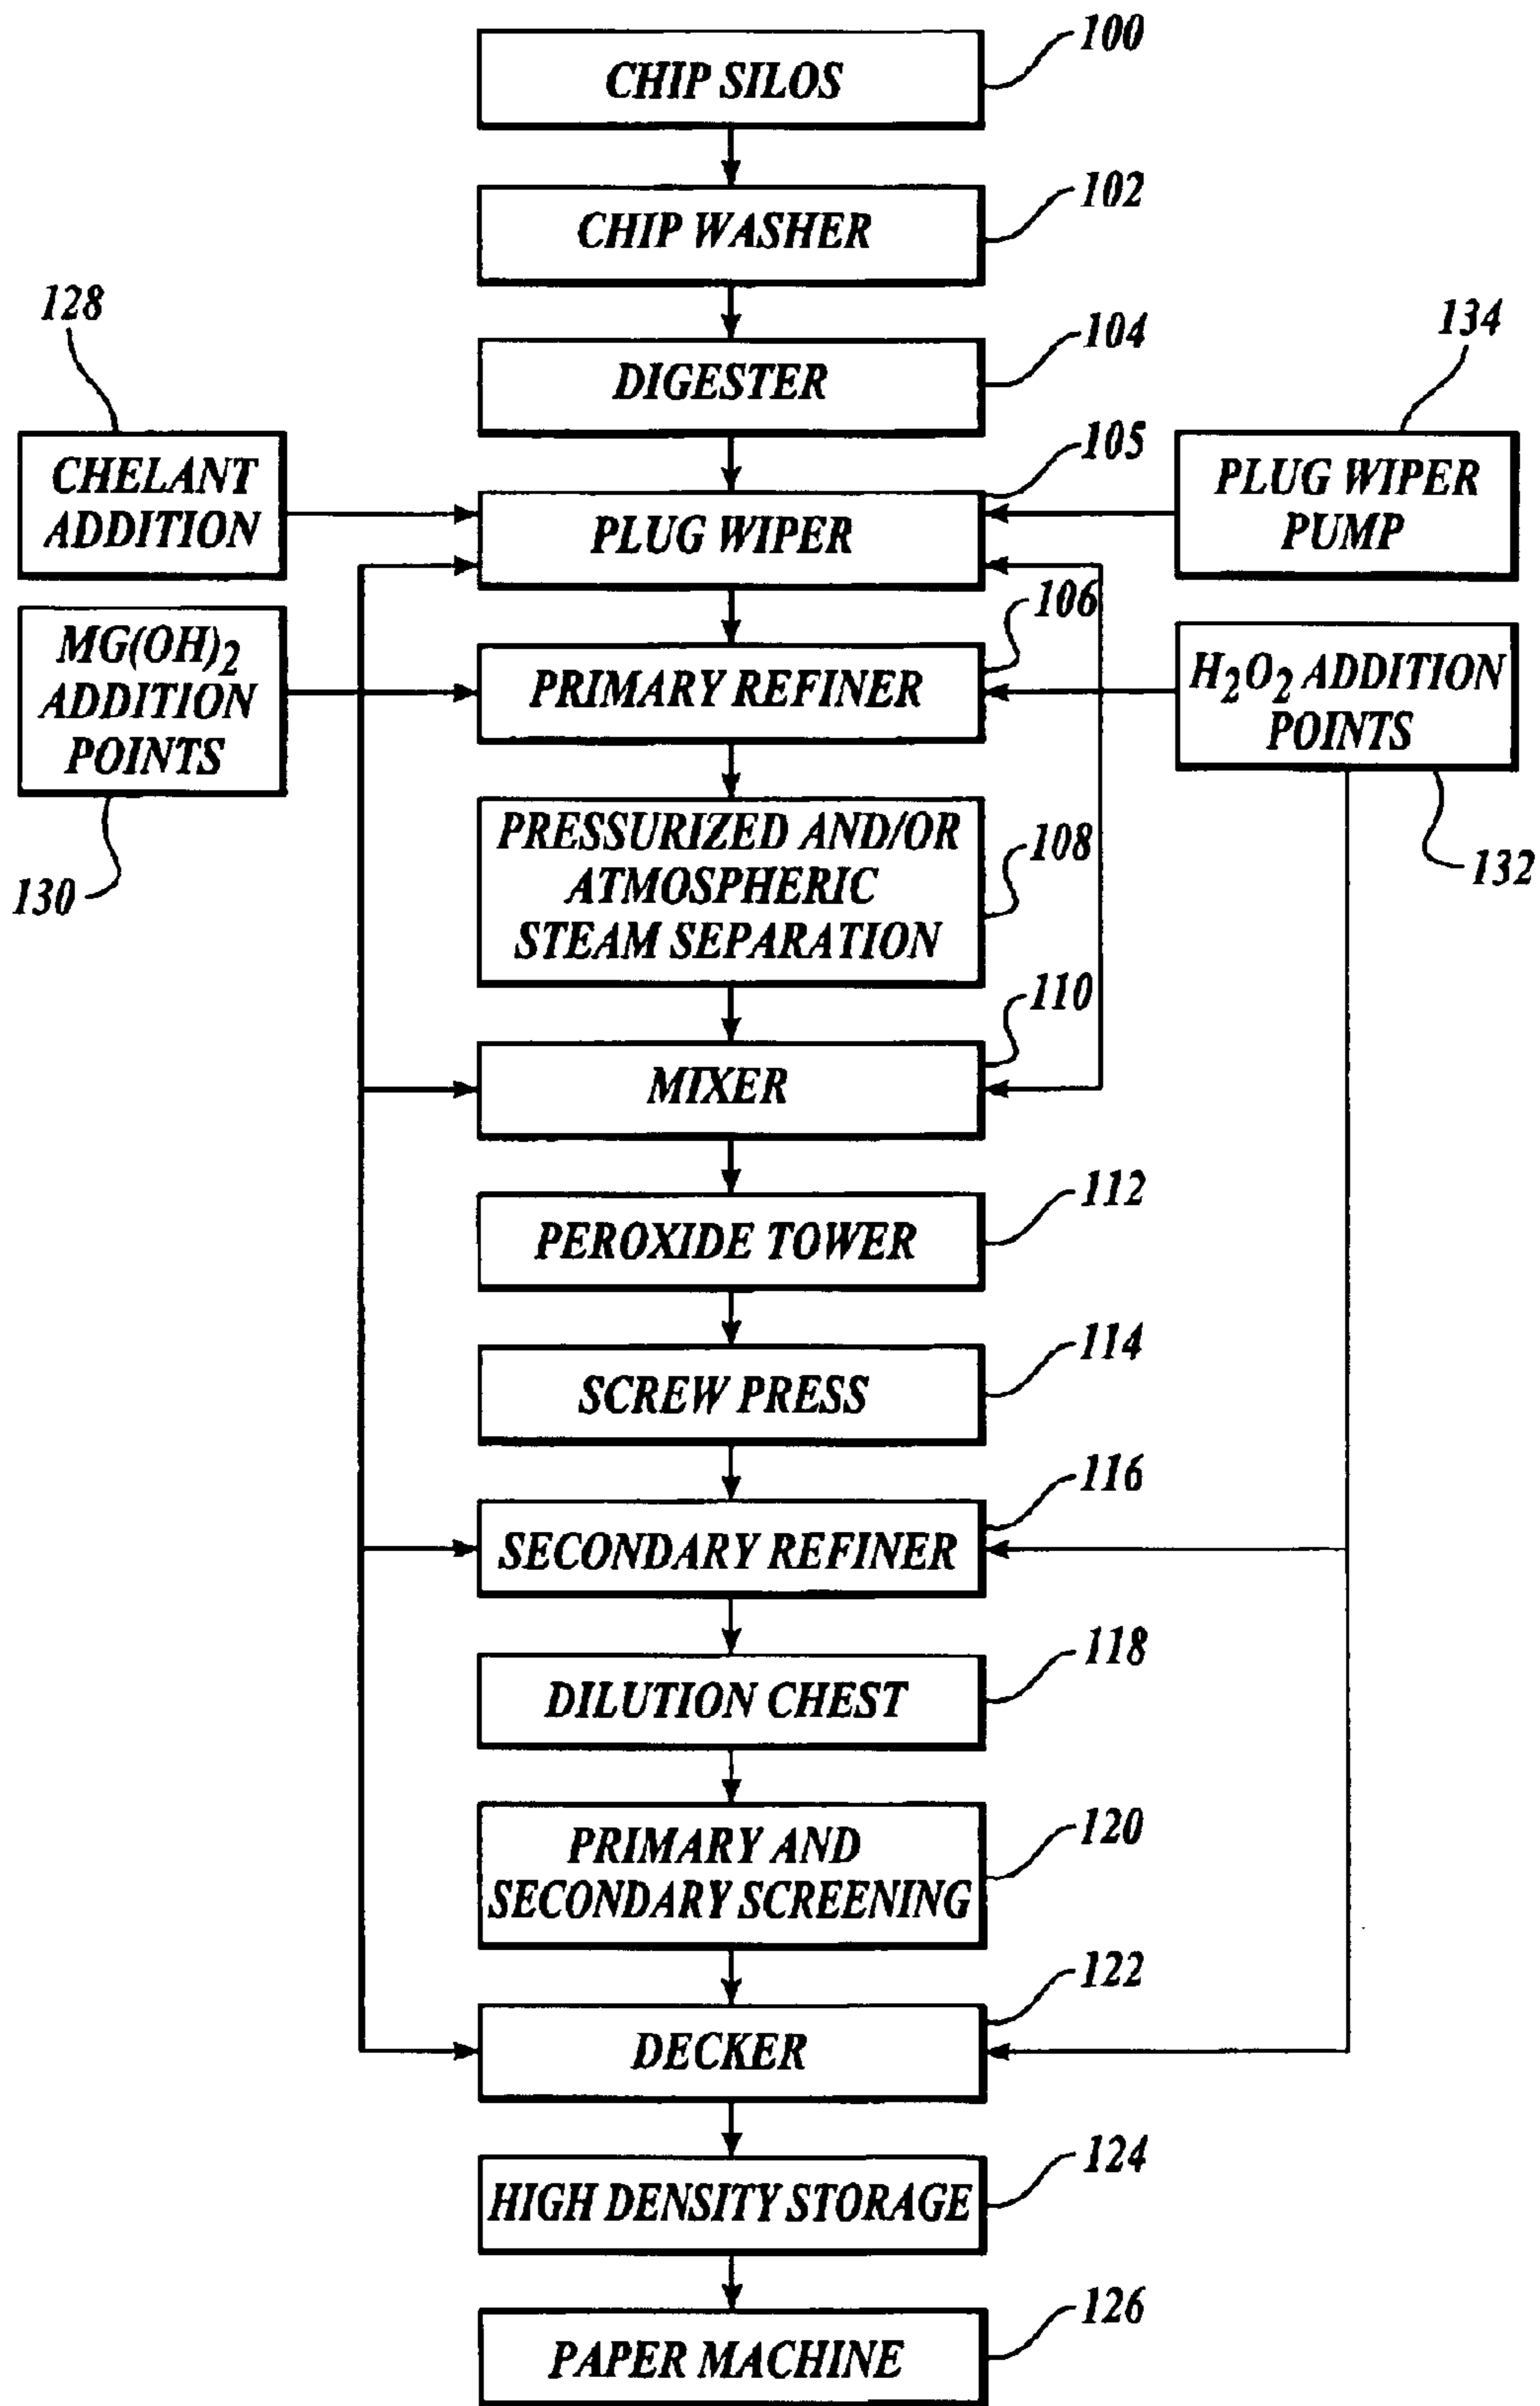 100
CHIP SILOS
102
CHIP WASHER
128
134
104
DIGESTER
105
CHELANT
ADDITION
PLUG WIPER
PUMP
PLUG WIPER
106
MG(OH)₂
ADDITION
POINTS
H₂O₂ ADDITION
POINTS
PRIMARY REFINER
130
132
108
PRESSURIZED AND/OR
ATMOSPHERIC
STEAM SEPARATION
110
MIXER
112
PEROXIDE TOWER
114
SCREW PRESS
116
SECONDARY REFINER
118
DILUTION CHEST
120
PRIMARY AND
SECONDARY SCREENING
122
DECKER
124
HIGH DENSITY STORAGE
126
PAPER MACHINE